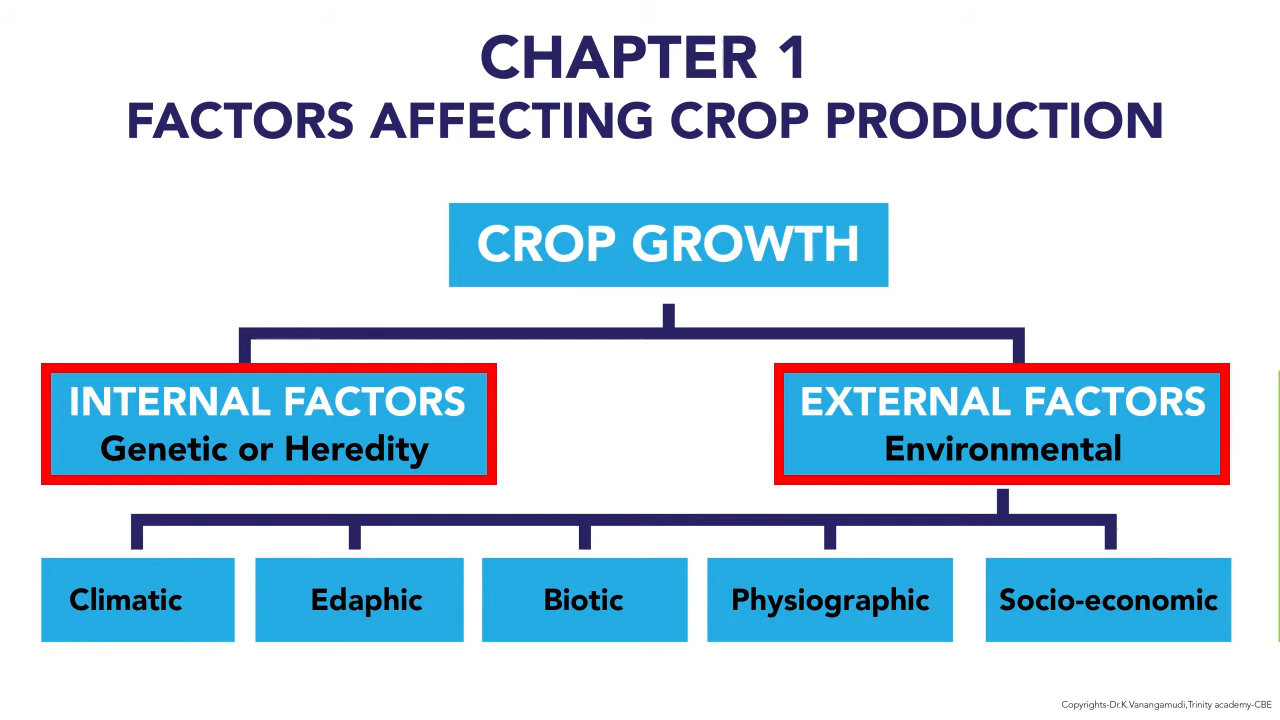 CHAPTER 1
FACTORS AFFECTING CROP PRODUCTION
CROP GROWTH
INTERNAL FACTORS
Genetic or Heredity
EXTERNAL FACTORS
Environmental
Climatic
Edaphic
Biotic
Physiographic
Socio-economic
Copyrights-Dr.K.Vanangamudi,Trinity academy-CBE